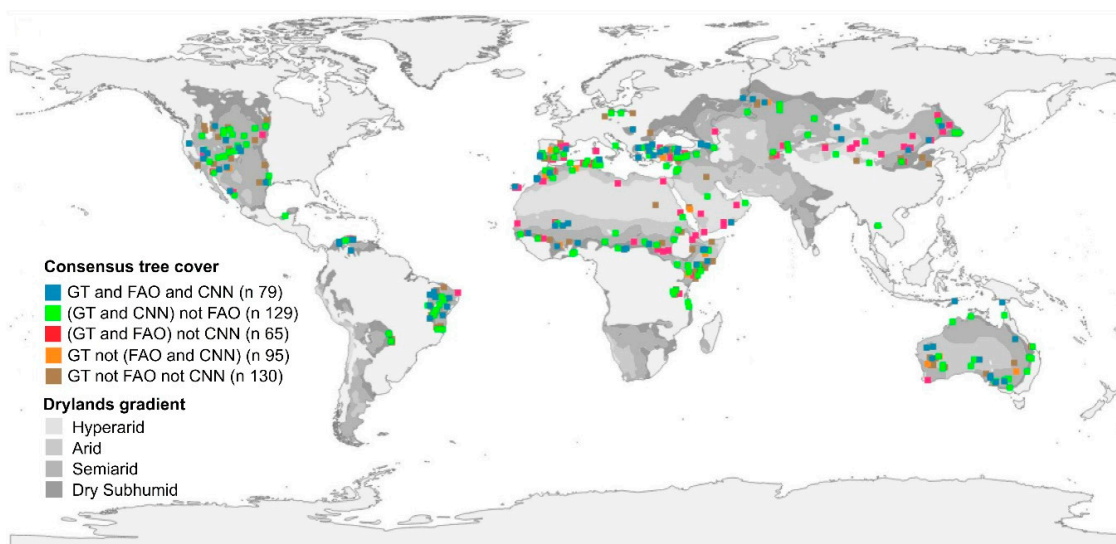 Consensus tree cover
GT and FAO and CNN (n 79)
(GT and CNN) not FAO (n 129)
(GT and FAO) not CNN (n 65)
GT not (FAO and CNN) (n 95)
GT not FAO not CNN (n 130)
Drylands gradient
Hyperarid
Arid
Semiarid
Dry Subhumid